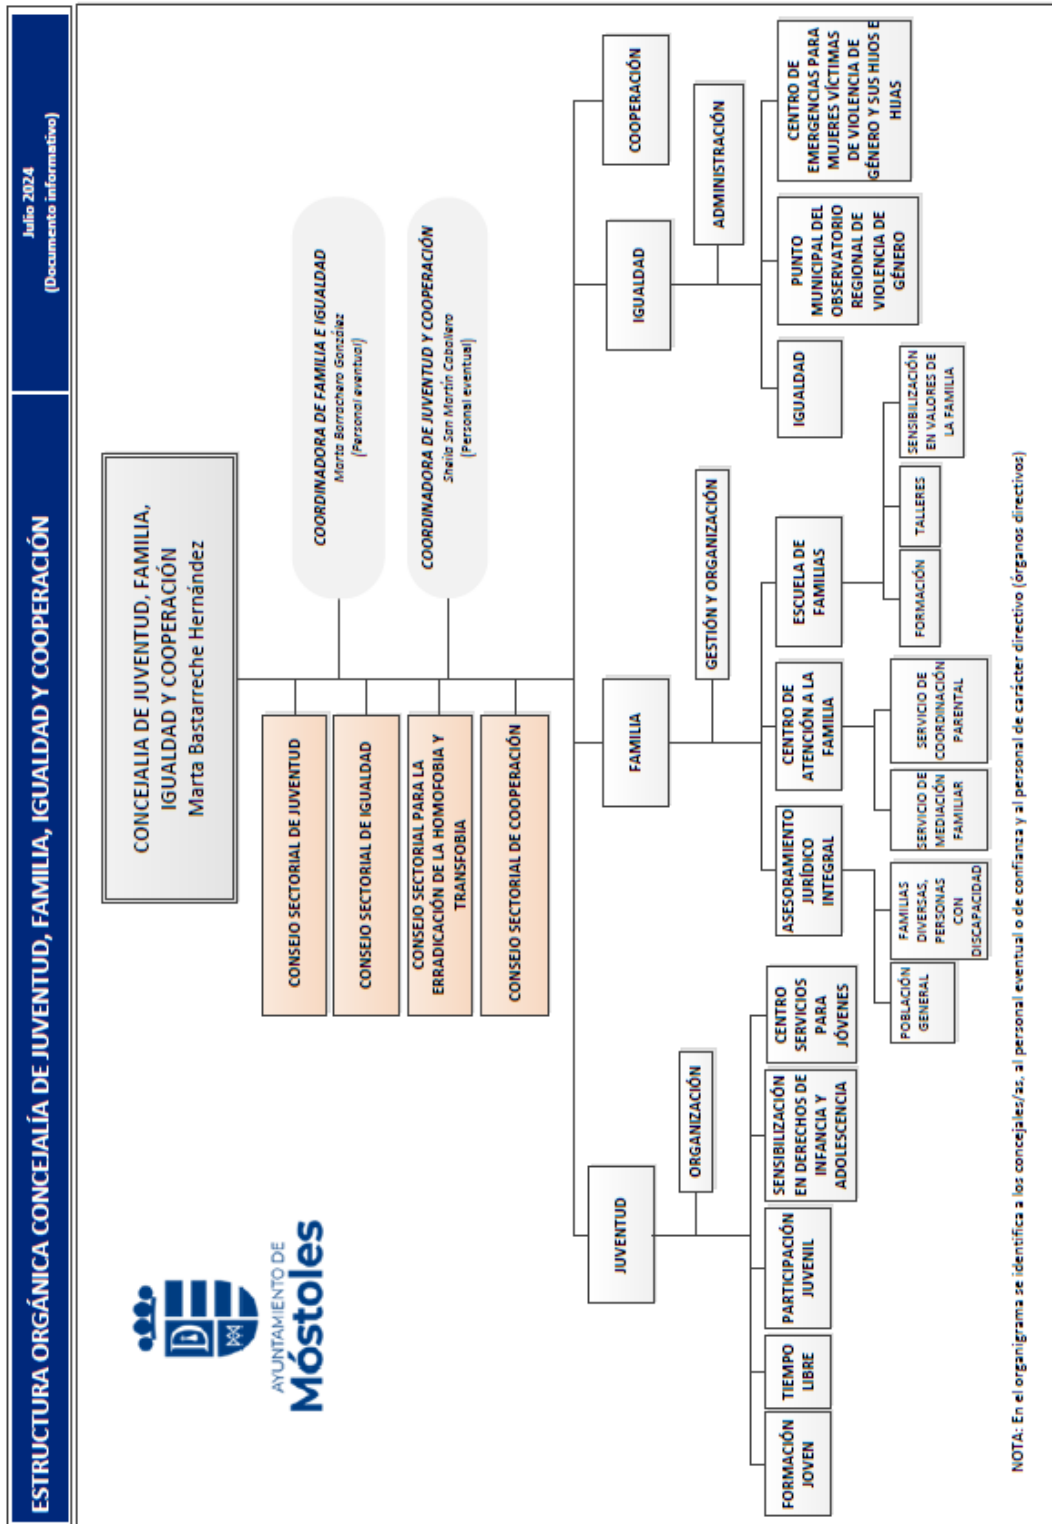 ESTRUCTURA ORGÁNICA CONCEJALÍA DE JUVENTUD, FAMILIA, IGUALDAD Y COOPERACIÓN
Julio 2024
(Documento informativo)
AYUNTAMIENTO DE
Móstoles
CONCEJALIA DE JUVENTUD, FAMILIA,
IGUALDAD Y COOPERACIÓN
Marta Bastarreche Hernández
COORDINADORA DE FAMILIA E IGUALDAD
Marta Borrachero González
(Personal eventual)
COORDINADORA DE JUVENTUD Y COOPERACIÓN
Sheila San Martín Caballero
(Personal eventual)
CONSEJO SECTORIAL DE JUVENTUD
CONSEJO SECTORIAL DE IGUALDAD
CONSEJO SECTORIAL PARA LA
ERRADICACIÓN DE LA HOMOFOBIA Y
TRANSFOBIA
CONSEJO SECTORIAL DE COOPERACIÓN
JUVENTUD
FAMILIA
IGUALDAD
COOPERACIÓN
ORGANIZACIÓN
GESTIÓN Y ORGANIZACIÓN
ADMINISTRACIÓN
FORMACIÓN
JOVEN
TIEMPO
LIBRE
PARTICIPACIÓN
JUVENIL
SENSIBILIZACIÓN
EN DERECHOS DE
INFANCIA Y
ADOLESCENCIA
CENTRO
SERVICIOS
PARA
JÓVENES
ASESORAMIENTO
JURÍDICO
INTEGRAL
CENTRO DE
ATENCIÓN A LA
FAMILIA
ESCUELA DE
FAMILIAS
IGUALDAD
PUNTO
MUNICIPAL DEL
OBSERVATORIO
REGIONAL DE
VIOLENCIA DE
GÉNERO
CENTRO DE
EMERGENCIAS PARA
MUJERES VÍCTIMAS
DE VIOLENCIA DE
GÉNERO Y SUS HIJOS E
HIJAS
POBLACIÓN
GENERAL
FAMILIAS
DIVERSAS,
PERSONAS
CON
DISCAPACIDAD
SERVICIO DE
MEDIACIÓN
FAMILIAR
SERVICIO DE
COORDINACIÓN
PARENTAL
FORMACIÓN
TALLERES
SENSIBILIZACIÓN
EN VALORES DE
LA FAMILIA
NOTA: En el organigrama se identifica a los concejales/as, al personal eventual o de confianza y al personal de carácter directivo (órganos directivos)